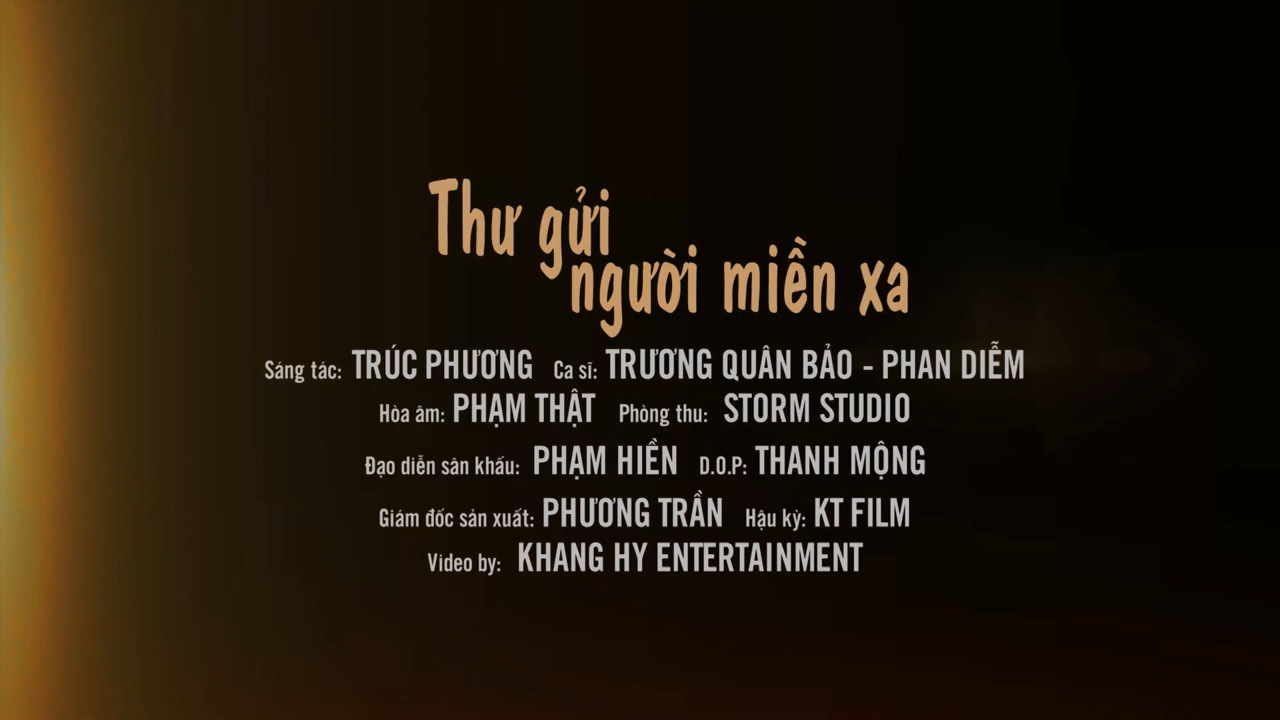 Thư gửi
người miền xa
Sáng tác: TRÚC PHƯƠNG Ca sĩ: TRƯƠNG QUÂN BẢO - PHAN DIỄM
Hòa âm: PHẠM THẬT Phòng thu: STORM STUDIO
Đạo diễn sân khấu: PHẠM HIỀN D.O.P: THANH MỘNG
Giám đốc sản xuất: PHƯƠNG TRẦN Hậu kỳ: KT FILM
Video by: KHANG HY ENTERTAINMENT